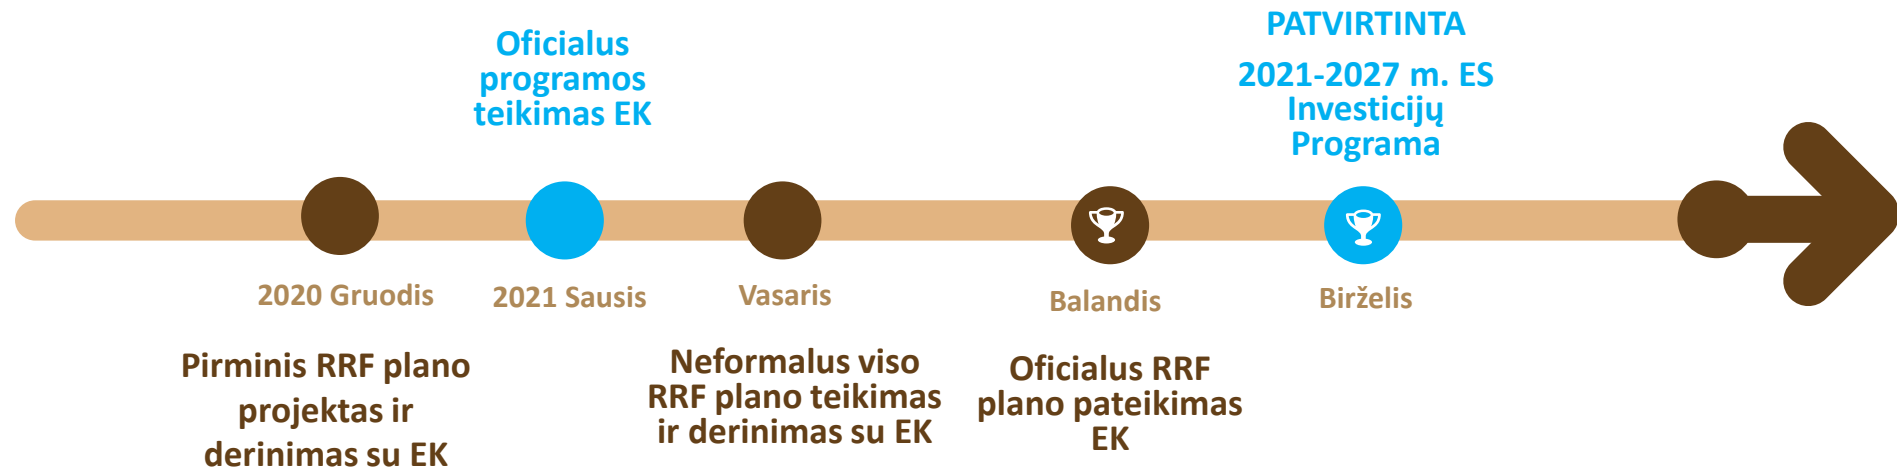 Oficialus
programos
teikimas EK
PATVIRTINTA
2021-2027 m. ES
Investicijų
Programa
2020 Gruodis
2021 Sausis
Vasaris
Balandis
Birželis
Pirminis RRF plano
projektas ir
derinimas su EK
Neformalus viso
RRF plano teikimas
ir derinimas su EK
Oficialus RRF
plano pateikimas
EK